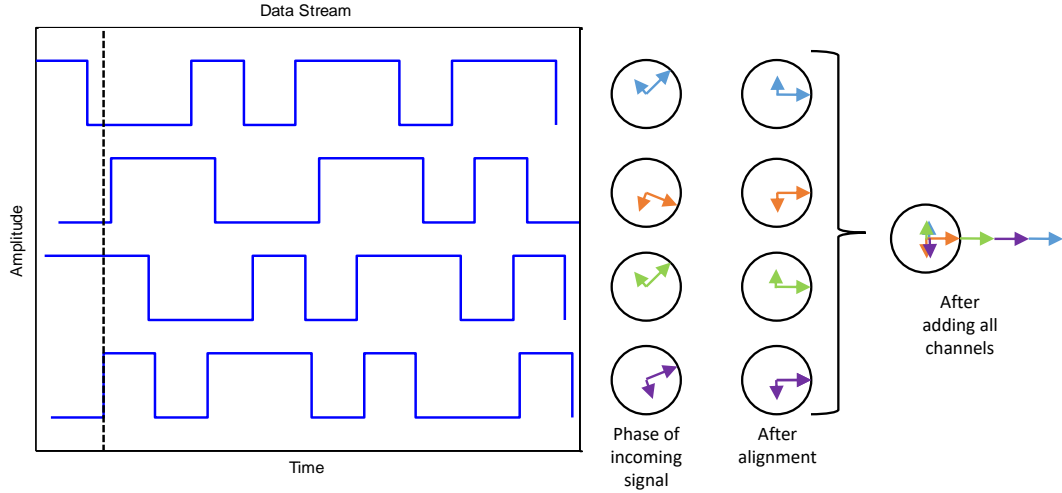 Data Stream
Amplitude
Time
Phase of
incoming
signal
After
alignment
After
adding all
channels